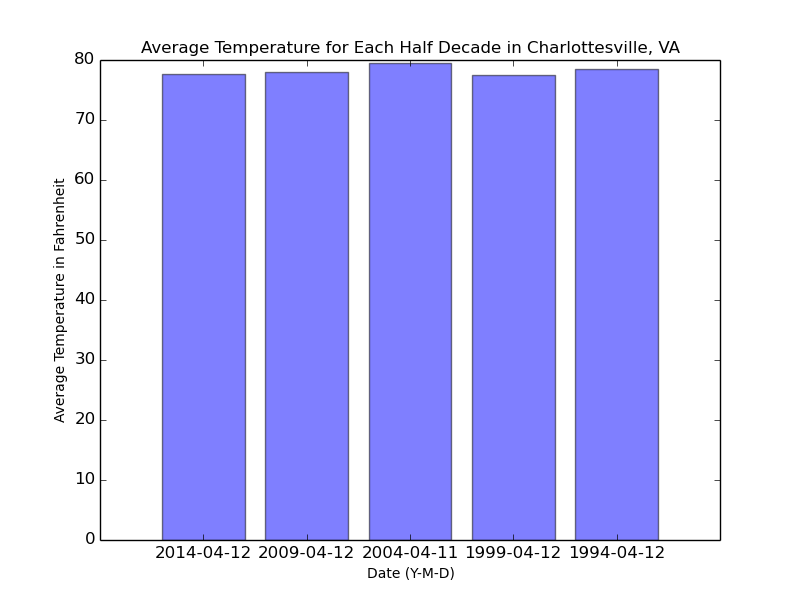 Average Temperature for Each Half Decade in Charlottesville, VA
80
70
60
50
40
30
20
10
0
Average Temperature in Fahrenheit
2014-04-12 2009-04-12 2004-04-11 1999-04-12 1994-04-12
Date (Y-M-D)